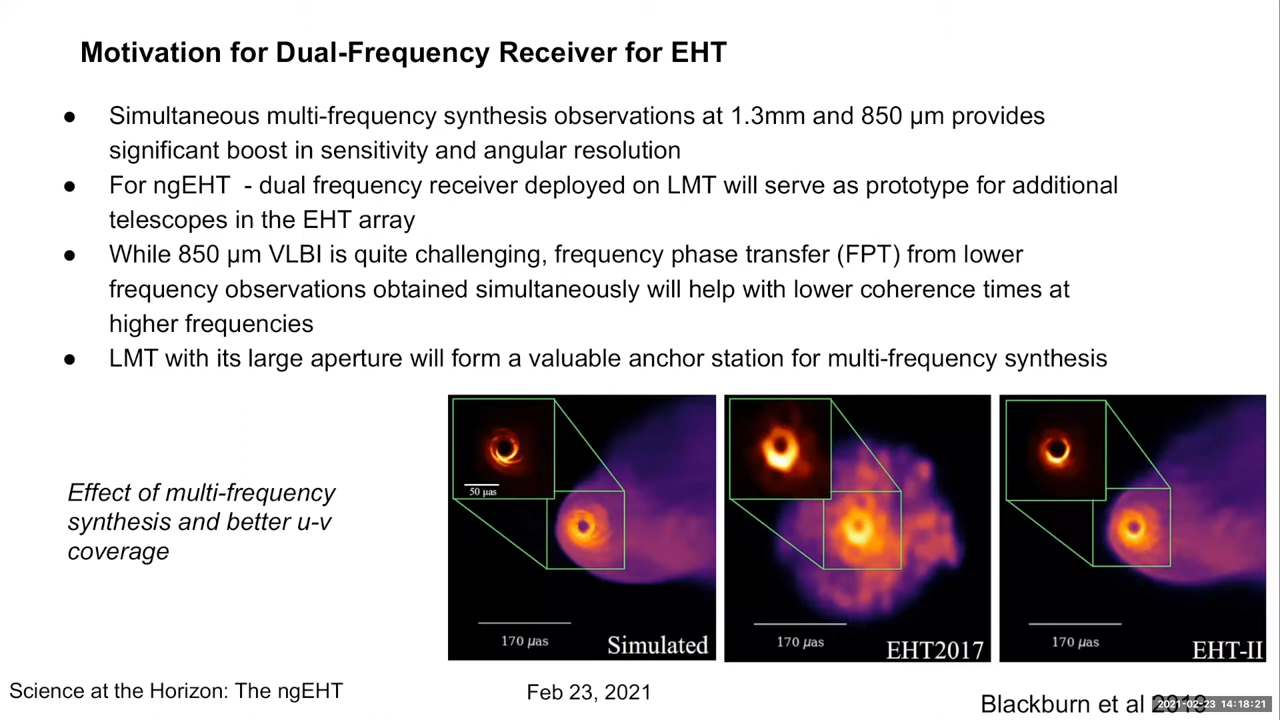 Motivation for Dual-Frequency Receiver for EHT
● Simultaneous multi-frequency synthesis observations at 1.3mm and 850 µm provides
significant boost in sensitivity and angular resolution
● For ngEHT - dual frequency receiver deployed on LMT will serve as prototype for additional
telescopes in the EHT array
● While 850 µm VLBI is quite challenging, frequency phase transfer (FPT) from lower
frequency observations obtained simultaneously will help with lower coherence times at
higher frequencies
● LMT with its large aperture will form a valuable anchor station for multi-frequency synthesis
Effect of multi-frequency
synthesis and better u-v
coverage
50 µas
170 µas
Simulated
170 µas
EHT2017
170 µas
EHT-II
Science at the Horizon: The ngEHT
Feb 23, 2021
Blackburn et al 2019
2021-02-23 14:18:21